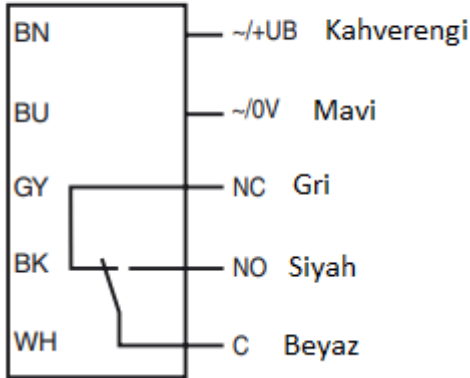 BN ~/+UB Kahverengi
BU ~/0V Mavi
GY NC Gri
BK NO Siyah
WH C Beyaz